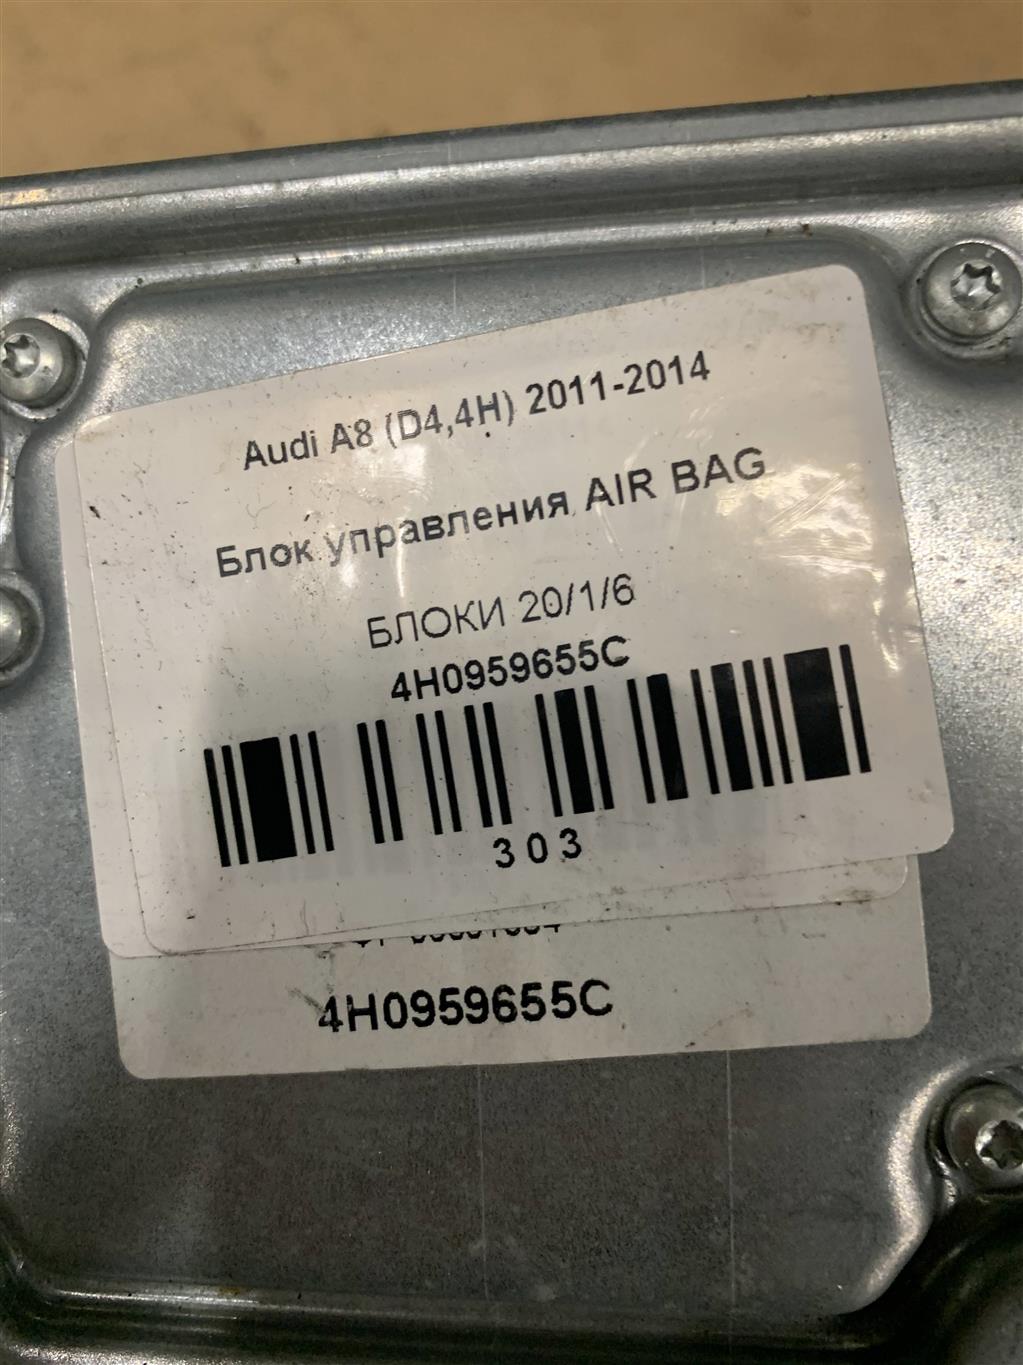 Audi A8 (D4,4H) 2011-2014
Блок управления AIR BAG
БЛОКИ 20/1/6
4H0959655C
303
4H0959655C